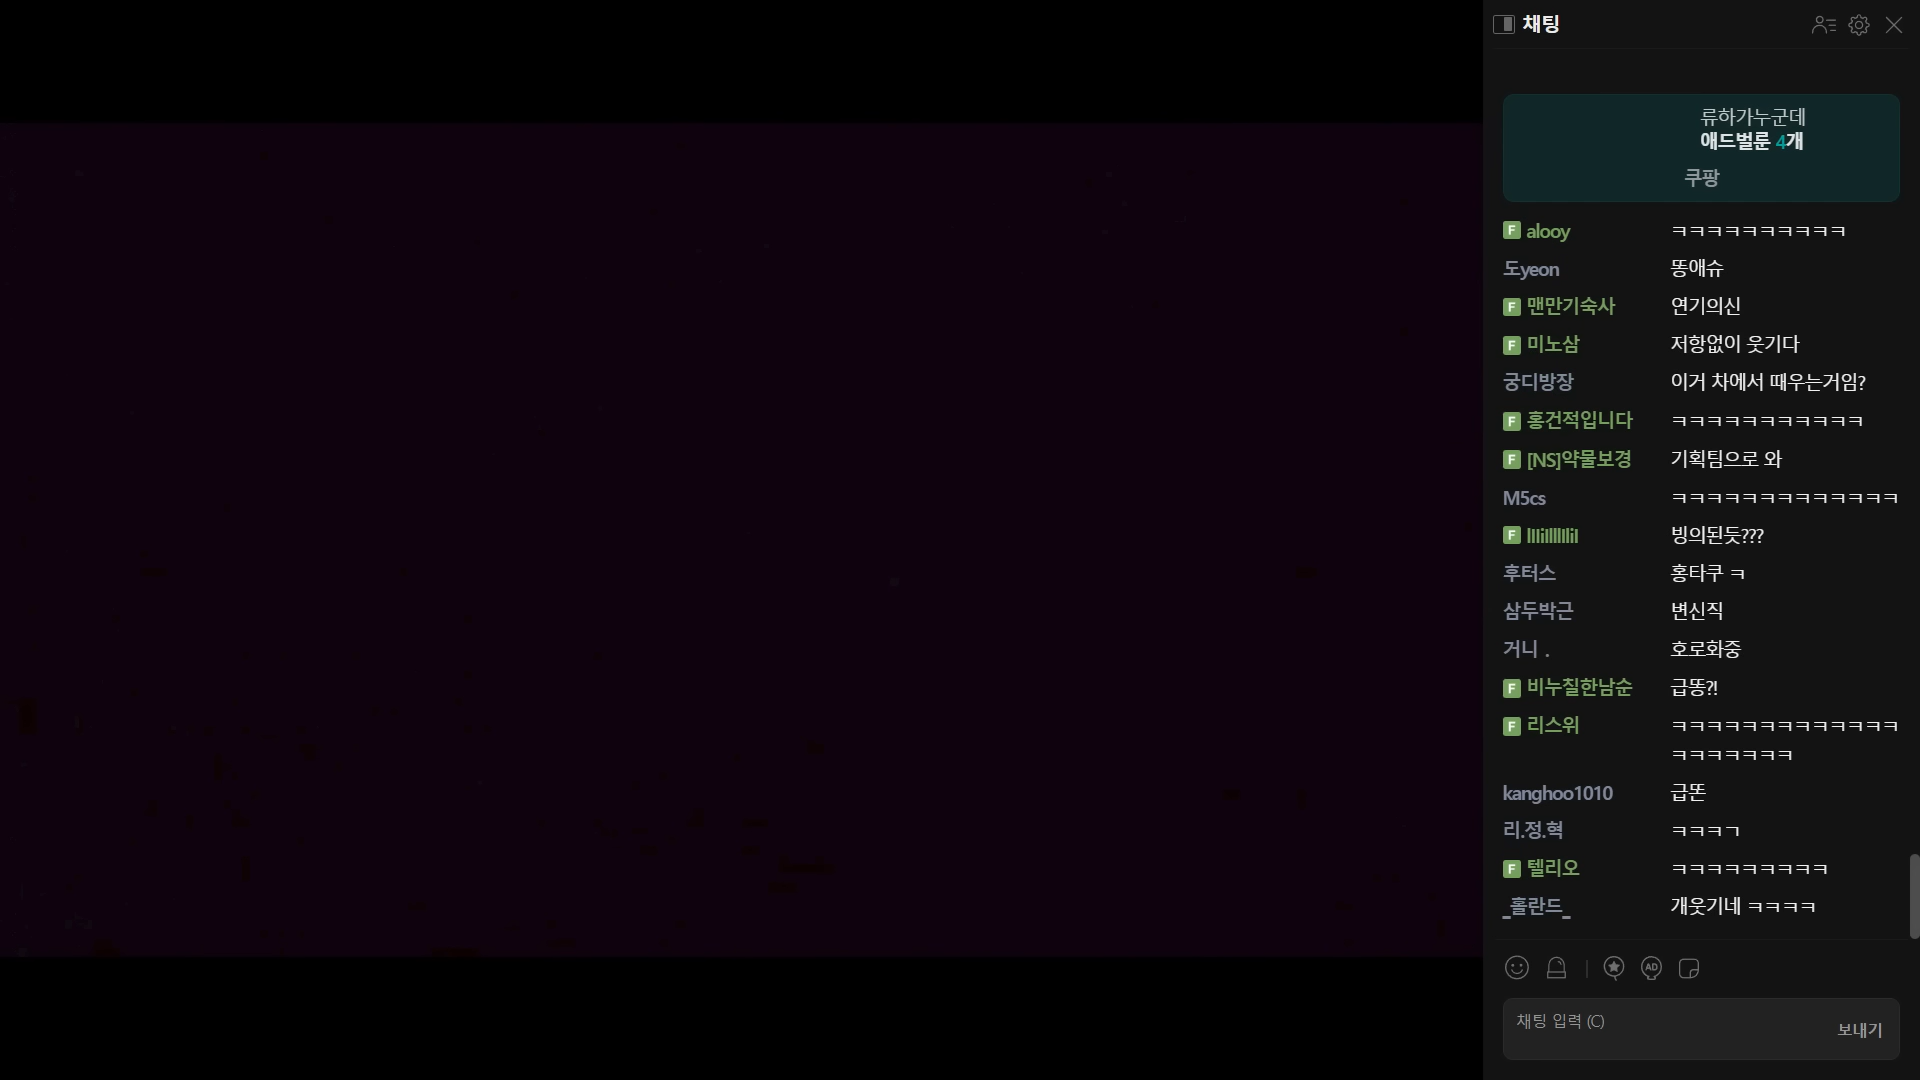 채팅
류하가누군데
애드벌룬 4개
쿠팡
F alooy ㅋㅋㅋㅋㅋㅋㅋㅋㅋㅋ
도yeon 똥애슈
F 맨만기숙사 연기의신
F 미노삼 저항없이 웃기다
궁디방장 이거 차에서 때우는거임?
F 홍건적입니다 ㅋㅋㅋㅋㅋㅋㅋㅋㅋㅋㅋ
F [NS]약물보경 기획팀으로 와
M5cs ㅋㅋㅋㅋㅋㅋㅋㅋㅋㅋㅋㅋㅋ
F 빙의된듯???
후터스 홍타쿠 ㅋ
삼두박근 변신직
거니 . 호로화중
F 비누칠한남순 급똥?!
F 리스위 ㅋㅋㅋㅋㅋㅋㅋㅋㅋㅋㅋㅋㅋ
ㅋㅋㅋㅋㅋㅋㅋ
kanghoo1010 급똔
리.정.혁 ㅋㅋㅋㄱ
F 텔리오 ㅋㅋㅋㅋㅋㅋㅋㅋㅋ
_홀란드_ 개웃기네 ㅋㅋㅋㅋ
AD
채팅 입력 (C)
보내기